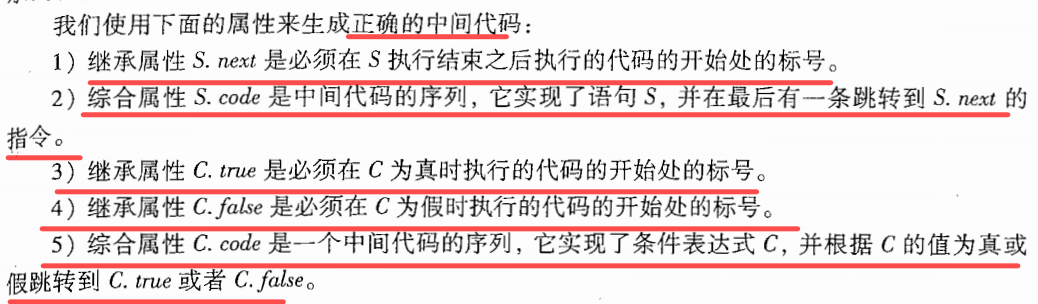 我们使用下面的属性来生成正确的中间代码：
1）继承属性 S. next 是必须在 S 执行结束之后执行的代码的开始处的标号。
2）综合属性 S. code 是中间代码的序列，它实现了语句 S，并在最后有一条跳转到 S. next 的
指令。
3）继承属性 C. true 是必须在 C 为真时执行的代码的开始处的标号。
4）继承属性 C. false 是必须在 C 为假时执行的代码的开始处的标号。
5）综合属性 C. code 是一个中间代码的序列，它实现了条件表达式 C，并根据 C 的值为真或
假跳转到 C. true 或者 C. false。